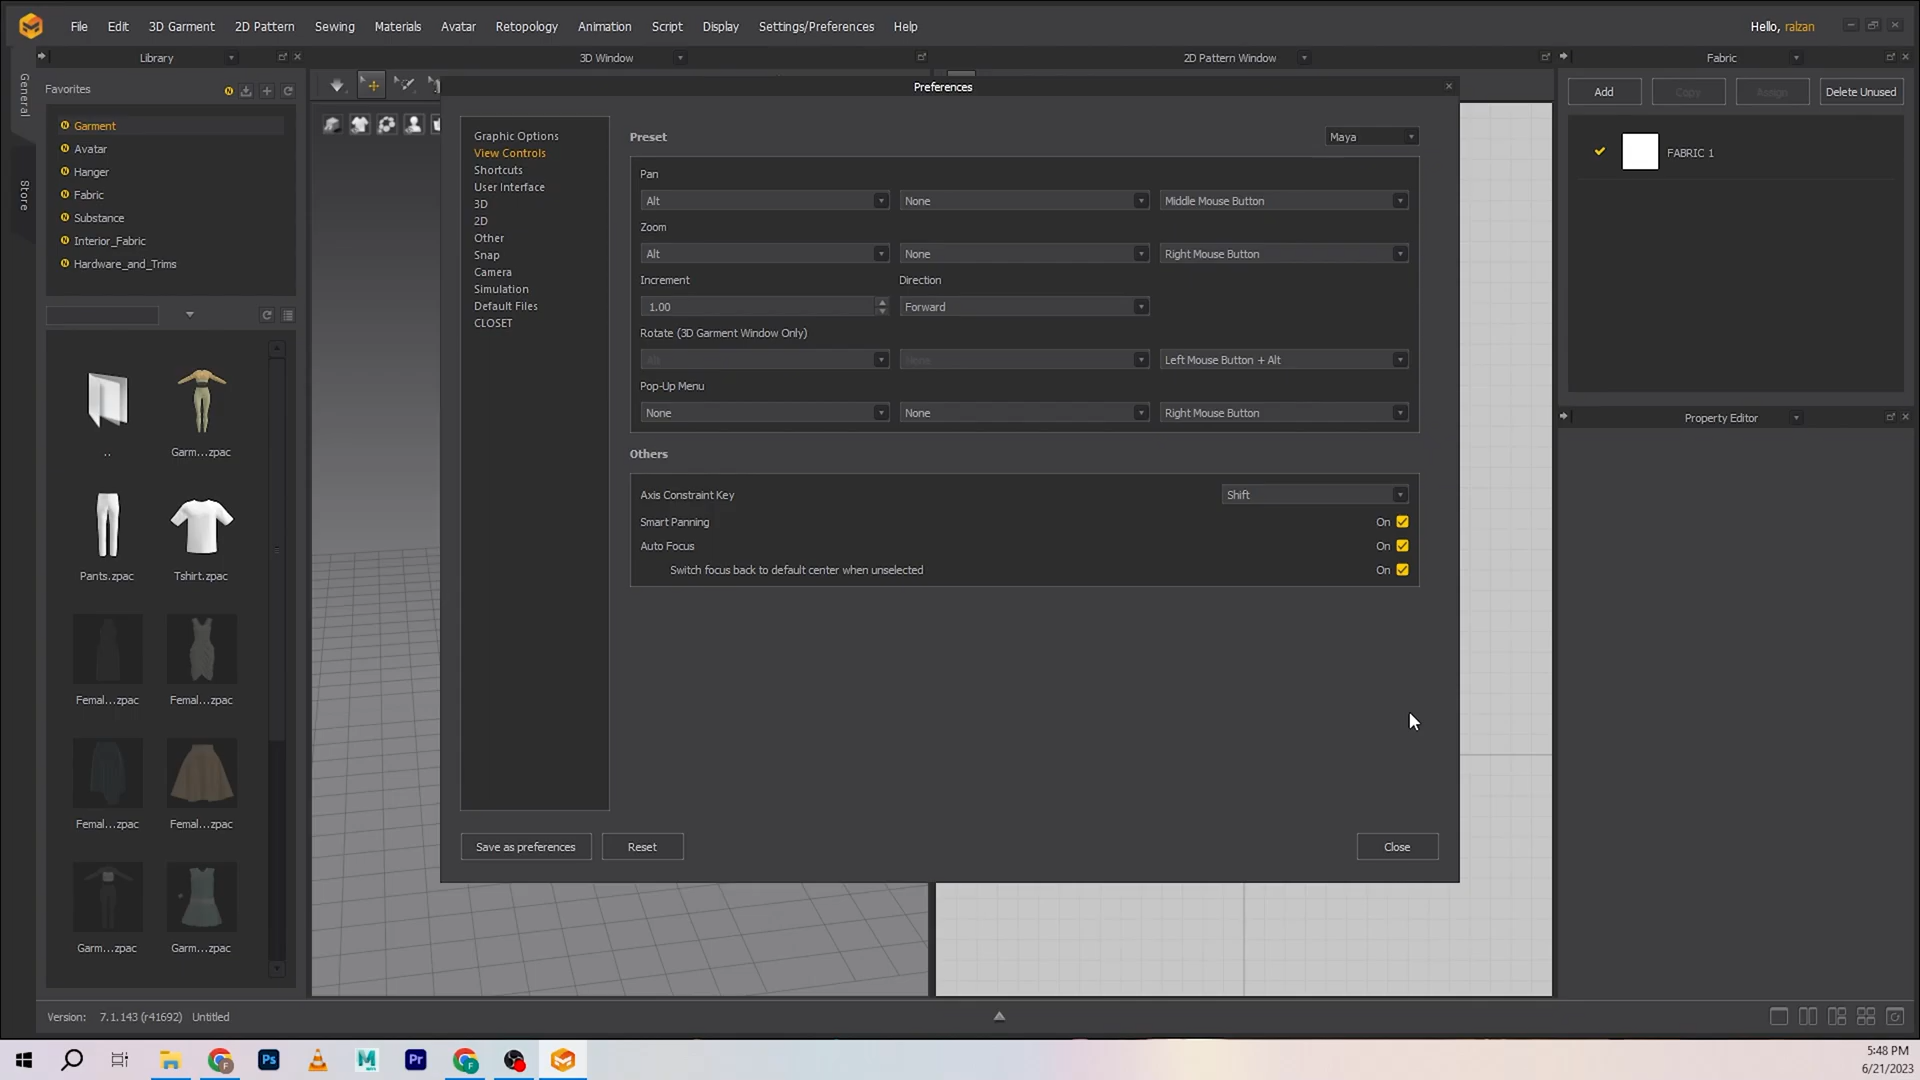 File Edit 3D Garment 2D Pattern Sewing Materials Avatar Retopology Animation Script Display Settings/Preferences Help
Hello, ralzan
Library
3D Window
2D Pattern Window
Fabric
General
Store
Favorites
Garment
Avatar
Hanger
Fabric
Substance
Interior_Fabric
Hardware_and_Trims
..
Garm...zpac
Pants.zpac
Tshirt.zpac
Femal...zpac
Femal...zpac
Femal...zpac
Femal...zpac
Garm...zpac
Garm...zpac
Preferences
Graphic Options
View Controls
Shortcuts
User Interface
3D
2D
Other
Snap
Camera
Simulation
Default Files
CLOSET
Preset
Maya
Pan
Alt None Middle Mouse Button
Zoom
Alt None Right Mouse Button
Increment Direction
1.00 Forward
Rotate (3D Garment Window Only)
Alt None Left Mouse Button + Alt
Pop-Up Menu
None None Right Mouse Button
Others
Axis Constraint Key Shift
Smart Panning On
Auto Focus On
Switch focus back to default center when unselected On
Save as preferences Reset Close
Add Copy Assign Delete Unused
FABRIC 1
Property Editor
Version: 7.1.143 (r41692) Untitled
Ps
M
Pr
5:48 PM
6/21/2023